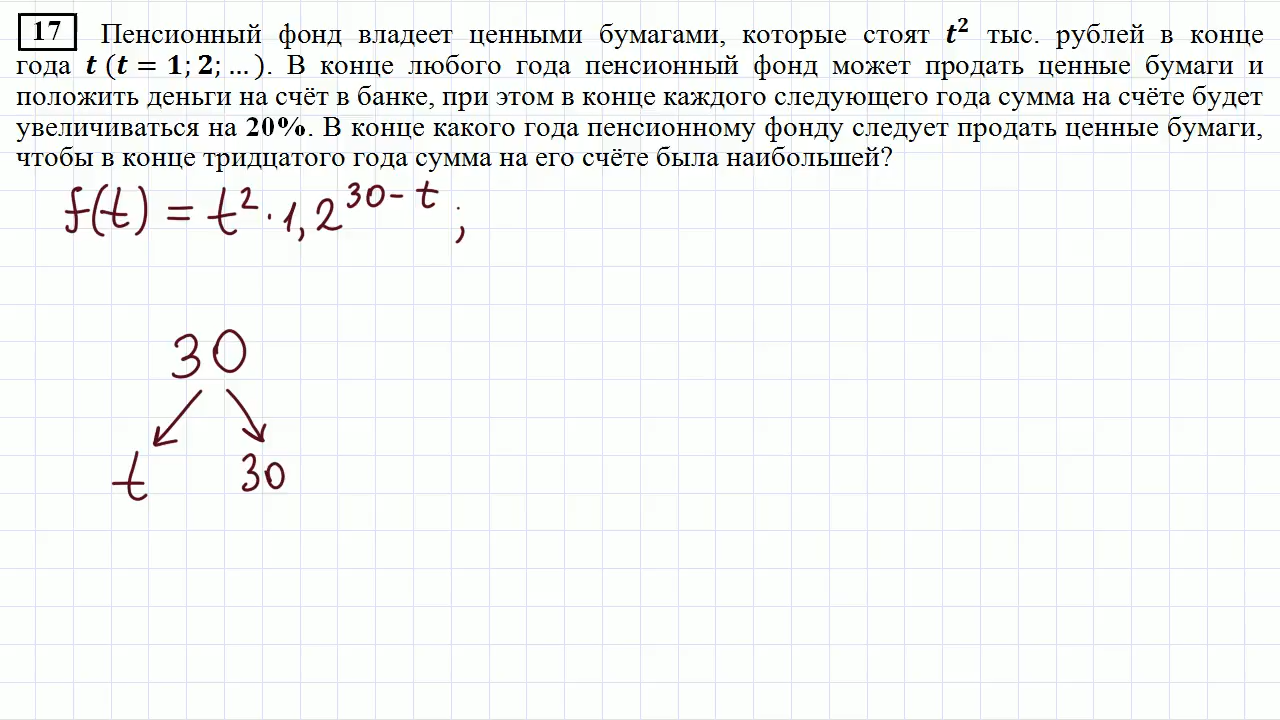 17 Пенсионный фонд владеет ценными бумагами, которые стоят t² тыс. рублей в конце
года t (t = 1; 2; … ). В конце любого года пенсионный фонд может продать ценные бумаги и
положить деньги на счёт в банке, при этом в конце каждого следующего года сумма на счёте будет
увеличиваться на 20%. В конце какого года пенсионному фонду следует продать ценные бумаги,
чтобы в конце тридцатого года сумма на его счёте была наибольшей?
f(t) = t² · 1,2³⁰⁻ᵗ ;
30
t 30